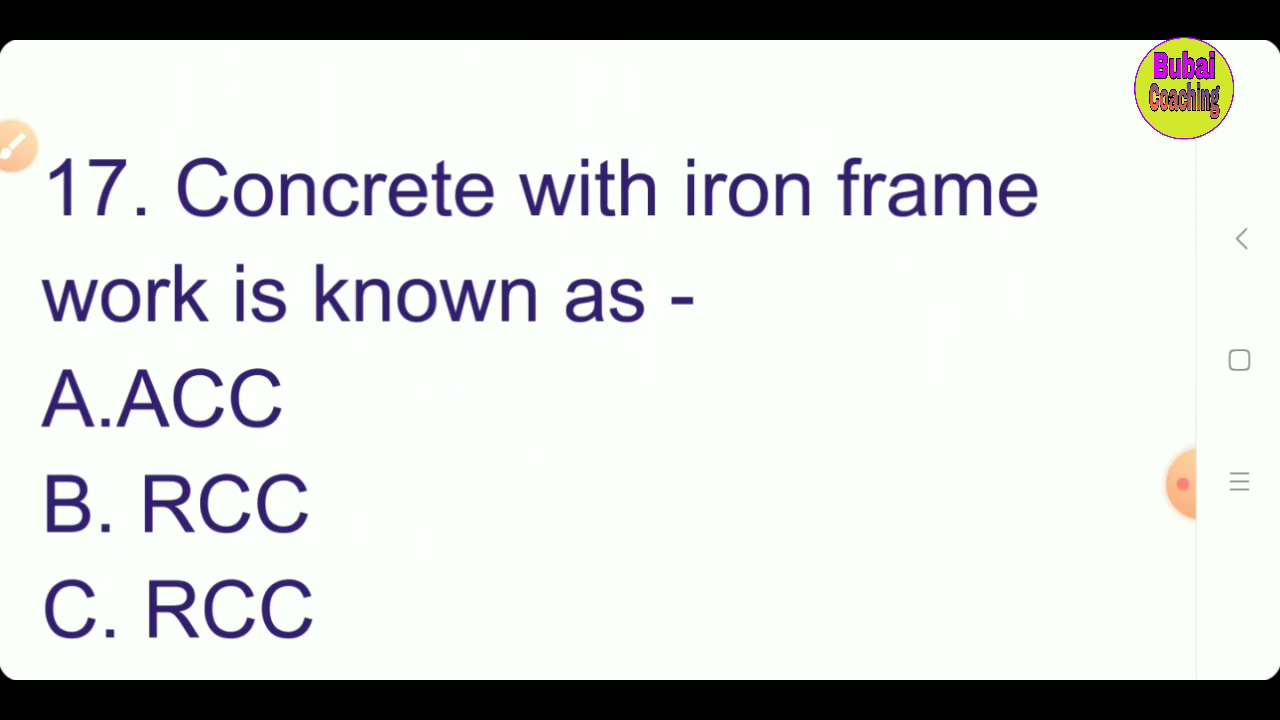 Bubai
Coaching
17. Concrete with iron frame
work is known as -
A.ACC
B. RCC
C. RCC